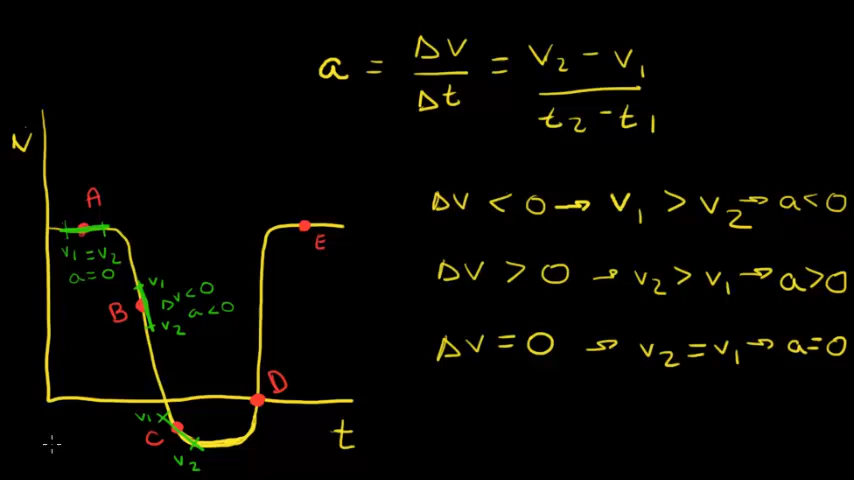 a = ΔV/Δt = V₂ - V₁ / t₂ - t₁
V
A
V₁ = V₂
a = 0
ΔV < 0 → V₁ > V₂ → a < 0
E
V₁
ΔV < 0
a < 0
B
V₂
ΔV > 0 → V₂ > V₁ → a > 0
ΔV = 0 → V₂ = V₁ → a = 0
D
V₁
C
V₂
t